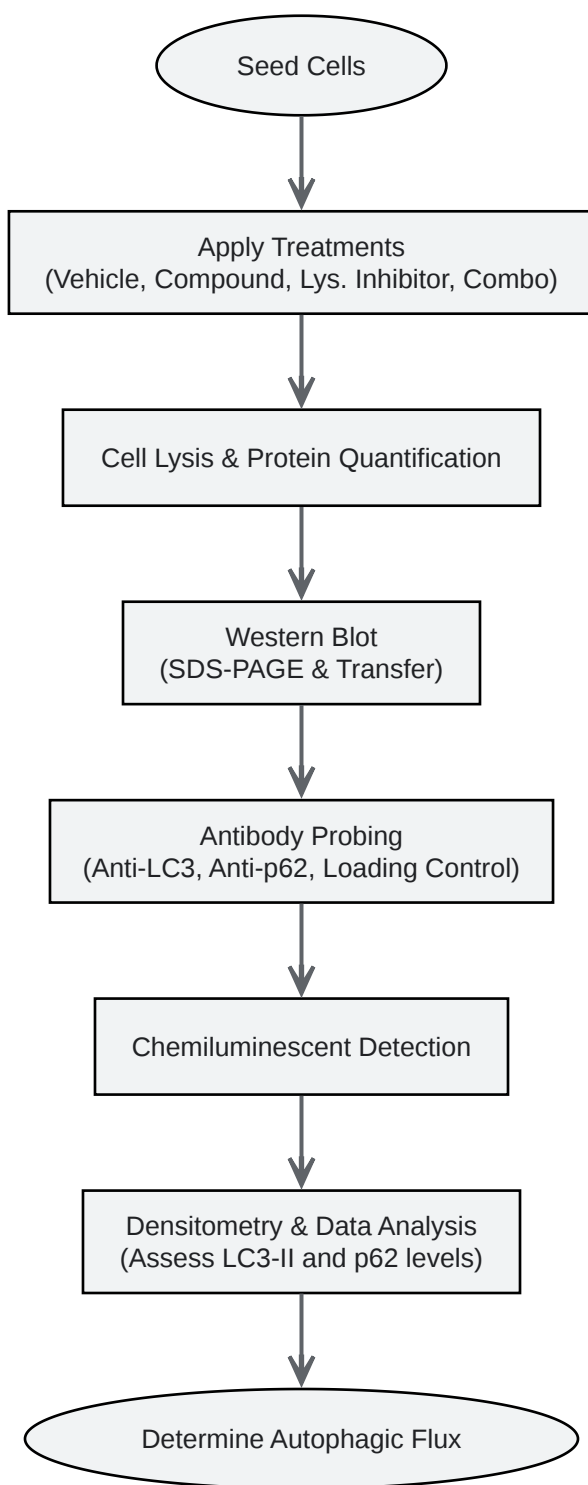 Seed Cells
Apply Treatments
(Vehicle, Compound, Lys. Inhibitor, Combo)
Cell Lysis & Protein Quantification
Western Blot
(SDS-PAGE & Transfer)
Antibody Probing
(Anti-LC3, Anti-p62, Loading Control)
Chemiluminescent Detection
Densitometry & Data Analysis
(Assess LC3-II and p62 levels)
Determine Autophagic Flux